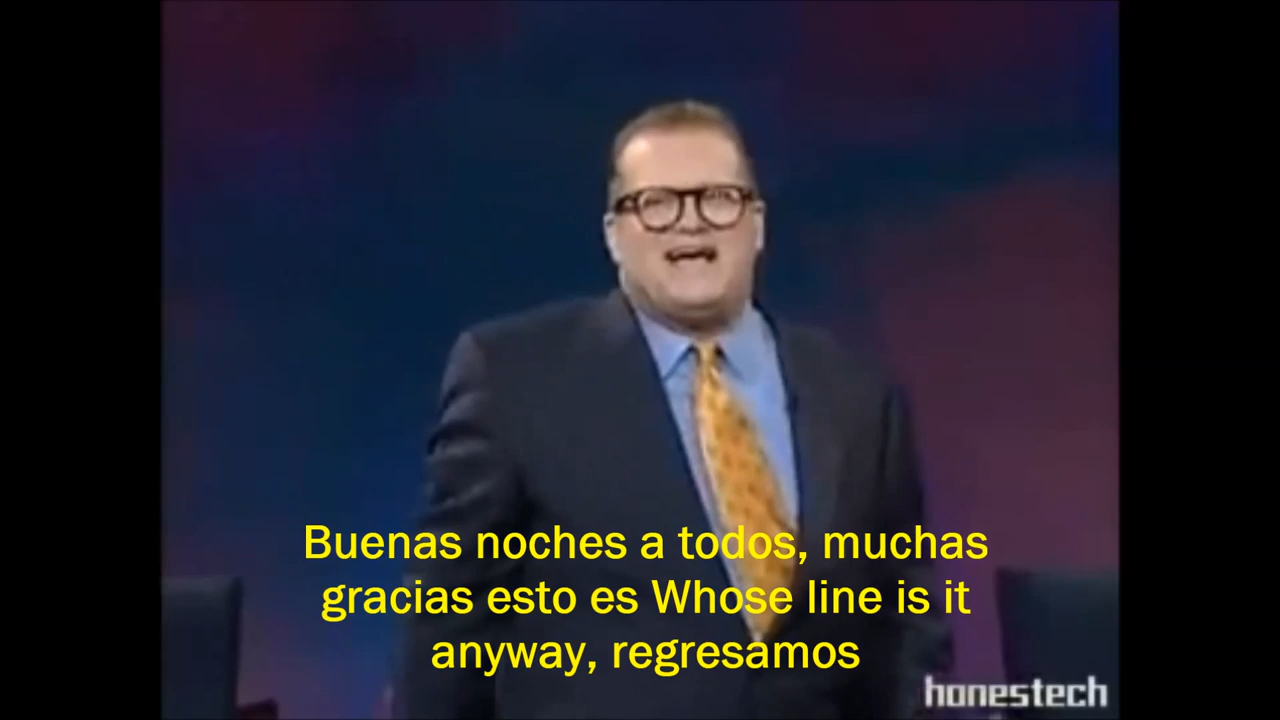 Buenas noches a todos, muchas
gracias esto es Whose line is it
anyway, regresamos
honestech